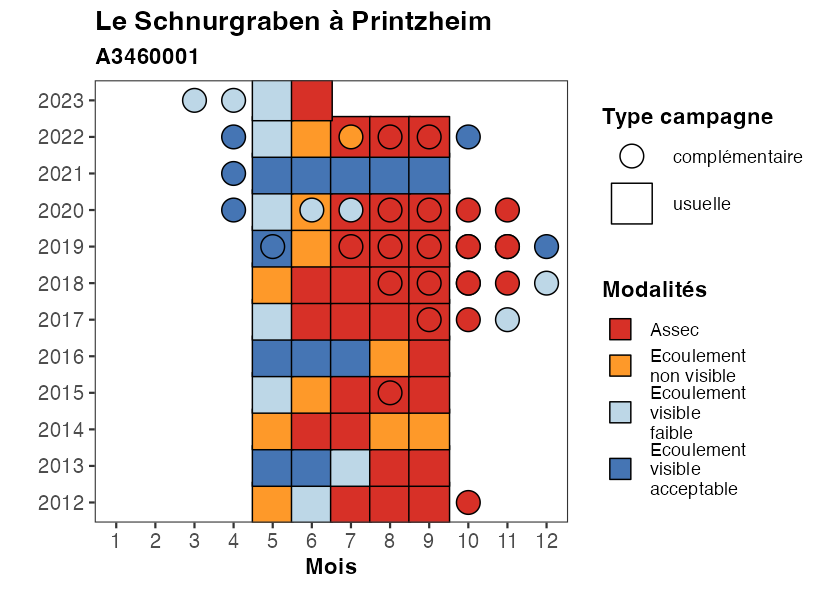 Le Schnurgraben à Printzheim
A3460001
2023
2022
2021
2020
2019
2018
2017
2016
2015
2014
2013
2012
1 2 3 4 5 6 7 8 9 10 11 12
Mois
Type campagne
complémentaire
usuelle
Modalités
Assec
Ecoulement
non visible
Ecoulement
visible
faible
Ecoulement
visible
acceptable